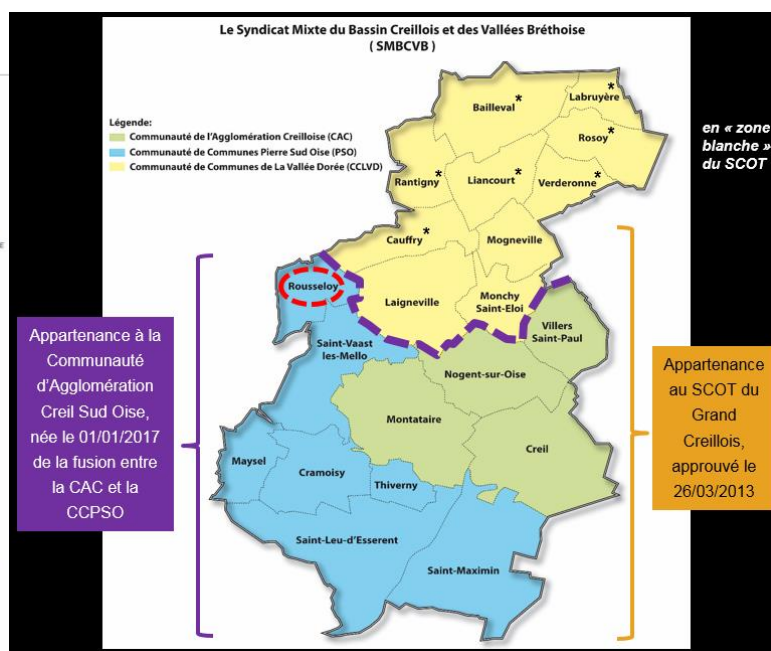 Le Syndicat Mixte du Bassin Creillois et des Vallées Bréthoise
( SMBCVB )
Légende:
Communauté de l'Agglomération Creilloise (CAC)
Communauté de Communes Pierre Sud Oise (PSO)
Communauté de Communes de La Vallée Dorée (CCLVD)
en « zone
blanche »
du SCOT
Bailleval *
Labruyère *
Rosoy *
Rantigny *
Liancourt *
Verderonne *
Cauffry *
Mogneville
Rousseloy
Laigneville
Monchy
Saint-Eloi
Villers
Saint-Paul
Saint-Vaast
les-Mello
Nogent-sur-Oise
Montataire
Creil
Maysel
Cramoisy
Thiverny
Saint-Leu-d'Esserent
Saint-Maximin
Appartenance à la
Communauté
d'Agglomération
Creil Sud Oise,
née le 01/01/2017
de la fusion entre
la CAC et la
CCPSO
Appartenance
au SCOT du
Grand
Creillois,
approuvé le
26/03/2013